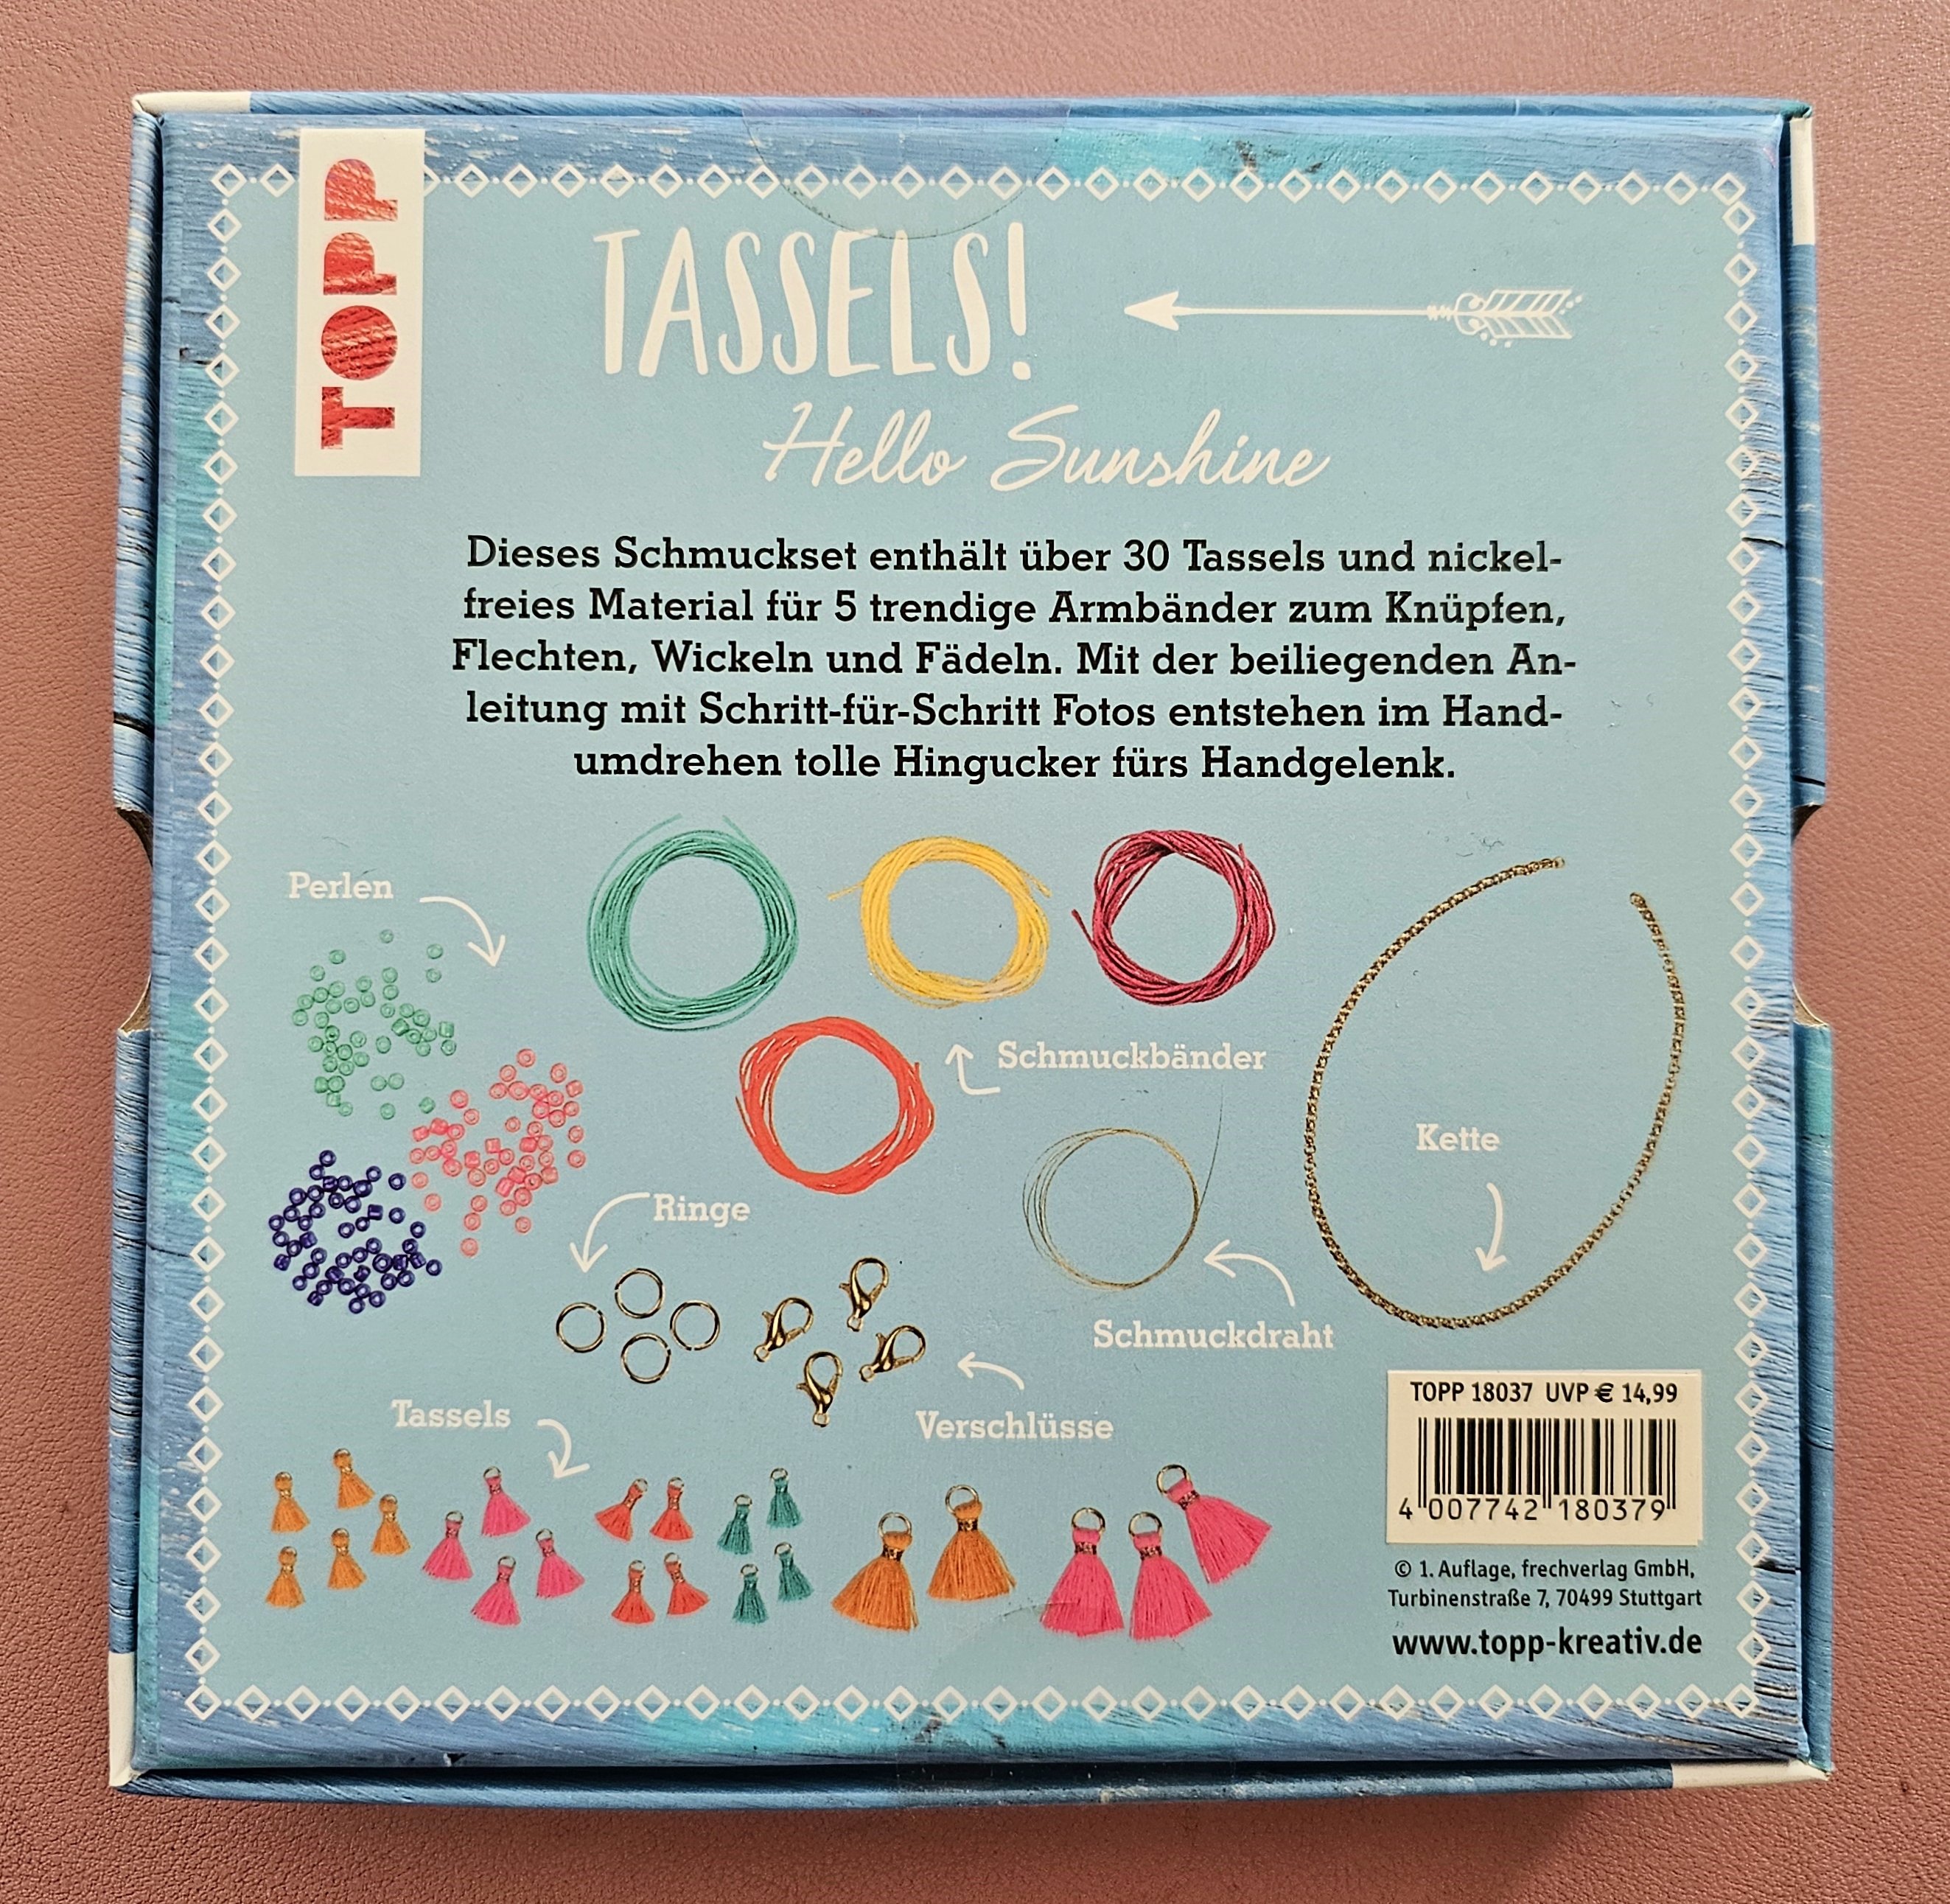 TOPP
TASSELS!
Hello Sunshine
Dieses Schmuckset enthält über 30 Tassels und nickel-
freies Material für 5 trendige Armbänder zum Knüpfen,
Flechten, Wickeln und Fädeln. Mit der beiliegenden An-
leitung mit Schritt-für-Schritt Fotos entstehen im Hand-
umdrehen tolle Hingucker fürs Handgelenk.
Perlen
Schmuckbänder
Kette
Ringe
Schmuckdraht
Tassels
Verschlüsse
TOPP 18037 UVP € 14,99
4 007742 180379
© 1. Auflage, frechverlag GmbH,
Turbinenstraße 7, 70499 Stuttgart
www.topp-kreativ.de